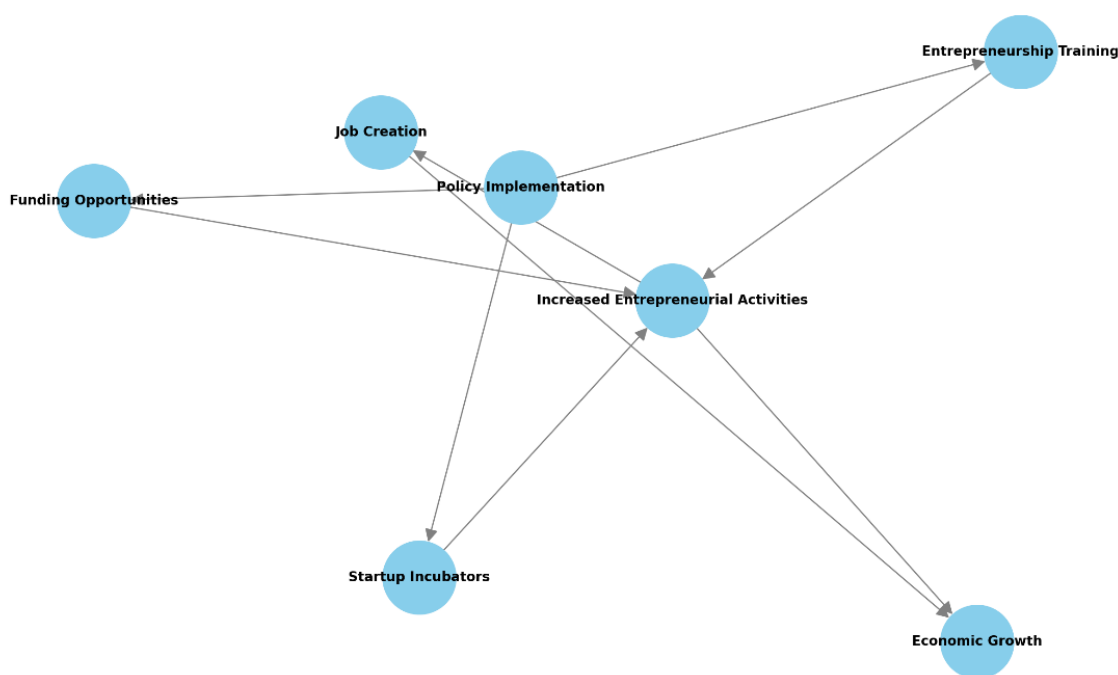 Entrepreneurship Training
Job Creation
Policy Implementation
Funding Opportunities
Increased Entrepreneurial Activities
Startup Incubators
Economic Growth